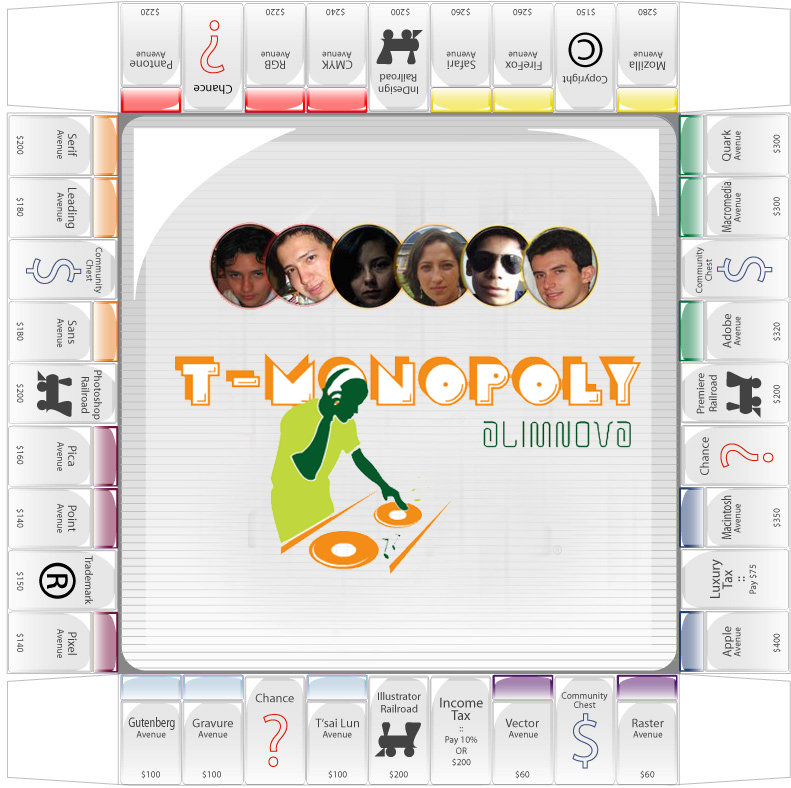 $220
Pantone
Avenue
Chance
$220
RGB
Avenue
$240
CMYK
Avenue
$200
InDesign
Railroad
$260
Safari
Avenue
$260
FireFox
Avenue
$150
©
Copyright
$280
Mozilla
Avenue
$200
Serif
Avenue
$180
Leading
Avenue
Community
Chest
$
$180
Sans
Avenue
$200
Photoshop
Railroad
$160
Pica
Avenue
$140
Point
Avenue
$150
®
Trademark
$140
Pixel
Avenue
T-MONOPOLY
aLIMNOVa
®
Quark
Avenue
$300
Macromedia
Avenue
$300
Community
Chest
$
Adobe
Avenue
$320
Premiere
Railroad
$200
Chance
?
Macintosh
Avenue
$350
Luxury
Tax
::
Pay $75
Apple
Avenue
$400
Gutenberg
Avenue
$100
Gravure
Avenue
$100
Chance
?
T'sai Lun
Avenue
$100
Illustrator
Railroad
$200
Income
Tax
::
Pay 10%
OR
$200
Vector
Avenue
$60
Community
Chest
$
Raster
Avenue
$60